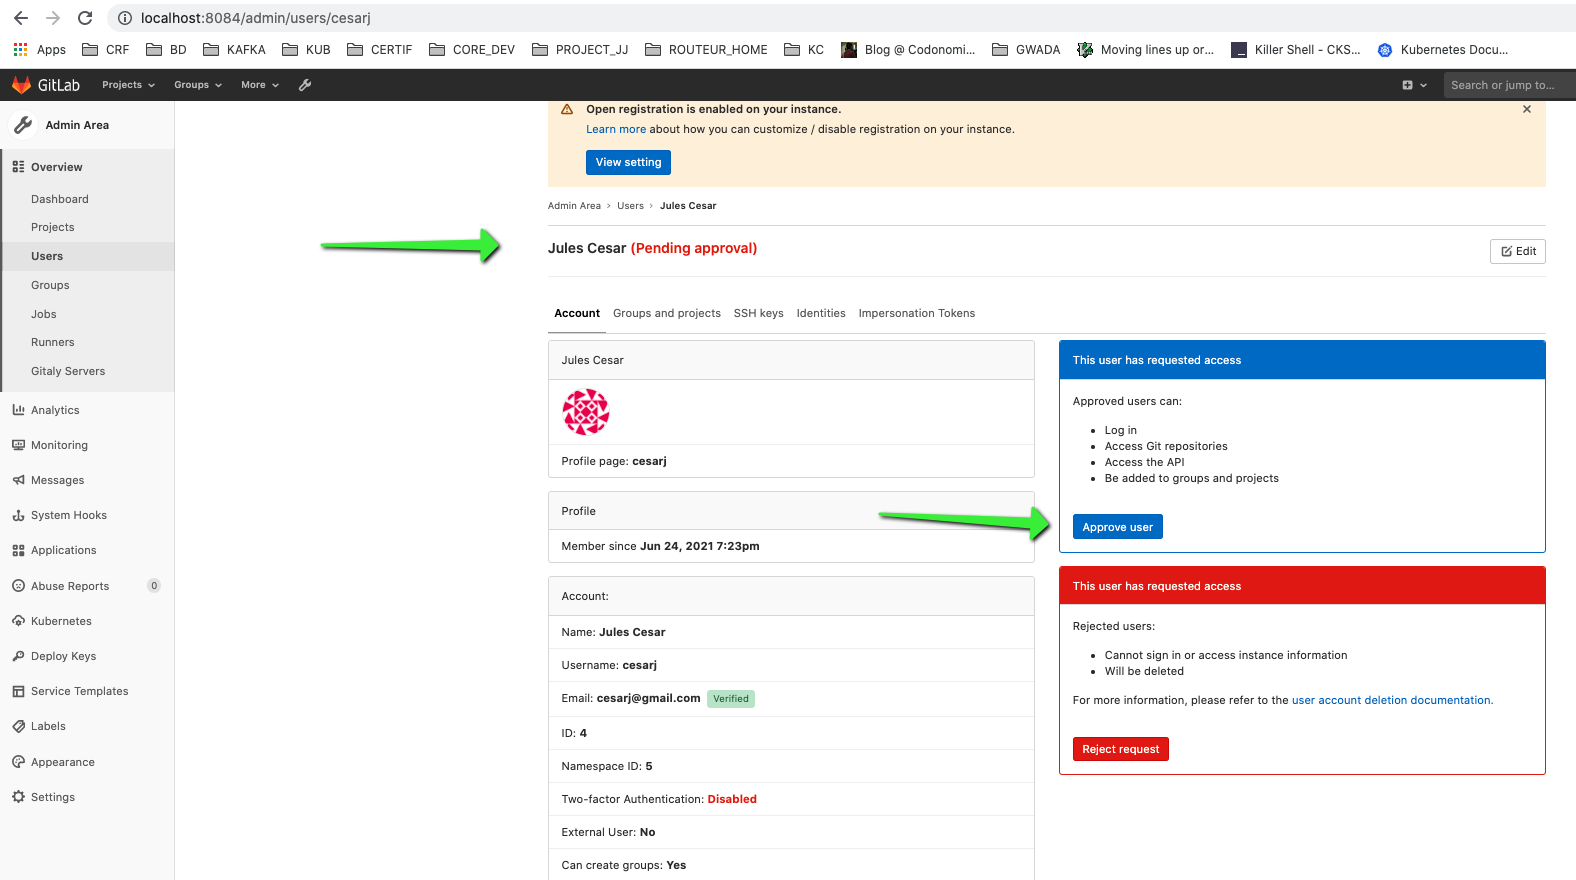 localhost:8084/admin/users/cesarj
Apps CRF BD KAFKA KUB CERTIF CORE_DEV PROJECT_JJ ROUTEUR_HOME KC Blog @ Codonomi... GWADA Moving lines up or... Killer Shell - CKS... Kubernetes Docu...
GitLab Projects Groups More Search or jump to...
Admin Area
Overview
Dashboard
Projects
Users
Groups
Jobs
Runners
Gitaly Servers
Analytics
Monitoring
Messages
System Hooks
Applications
Abuse Reports 0
Kubernetes
Deploy Keys
Service Templates
Labels
Appearance
Settings
Open registration is enabled on your instance.
Learn more about how you can customize / disable registration on your instance.
View setting
Admin Area > Users > Jules Cesar
Jules Cesar (Pending approval)
Edit
Account Groups and projects SSH keys Identities Impersonation Tokens
Jules Cesar
Profile page: cesarj
Profile
Member since Jun 24, 2021 7:23pm
Account:
Name: Jules Cesar
Username: cesarj
Email: cesarj@gmail.com Verified
ID: 4
Namespace ID: 5
Two-factor Authentication: Disabled
External User: No
Can create groups: Yes
This user has requested access
Approved users can:
• Log in
• Access Git repositories
• Access the API
• Be added to groups and projects
Approve user
This user has requested access
Rejected users:
• Cannot sign in or access instance information
• Will be deleted
For more information, please refer to the user account deletion documentation.
Reject request